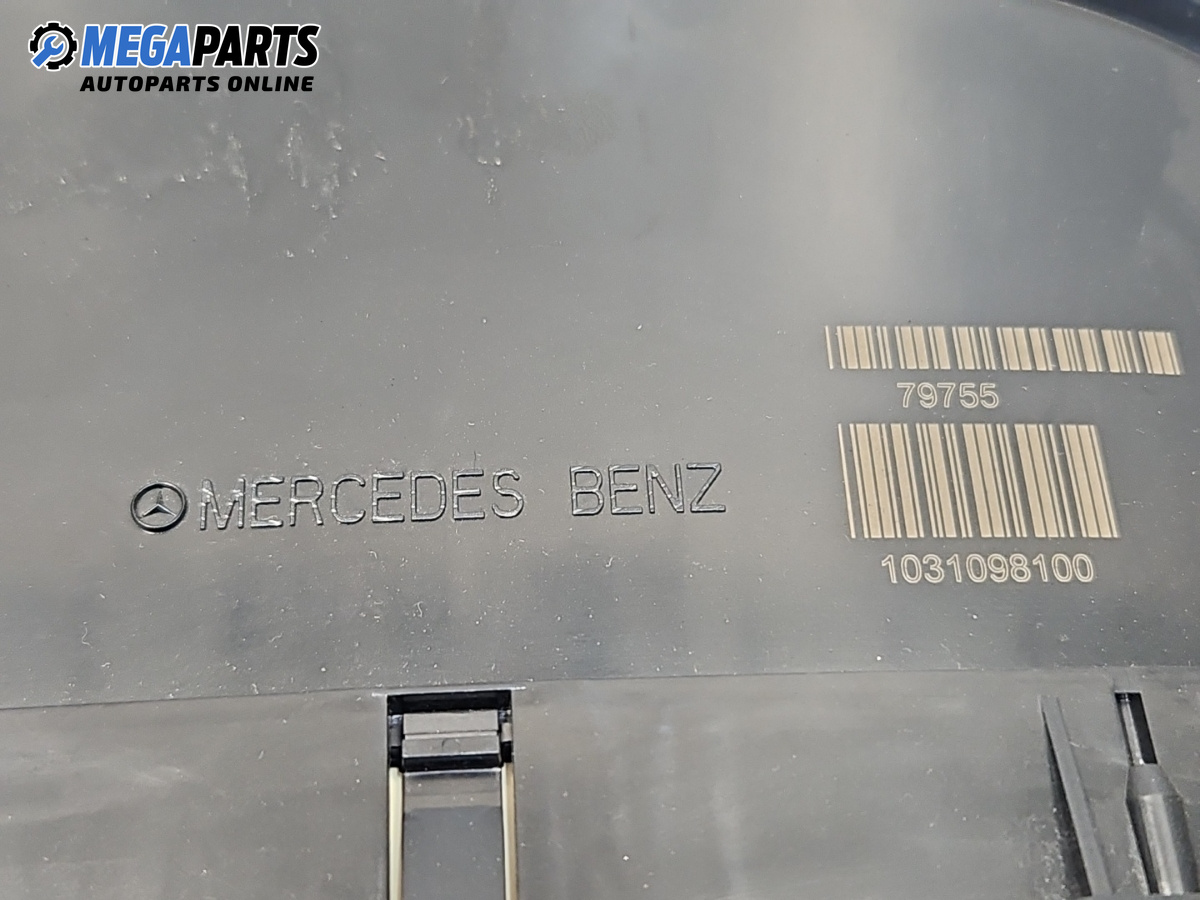 MEGAPARTS
AUTOPARTS ONLINE
79755
MERCEDES BENZ
1031098100